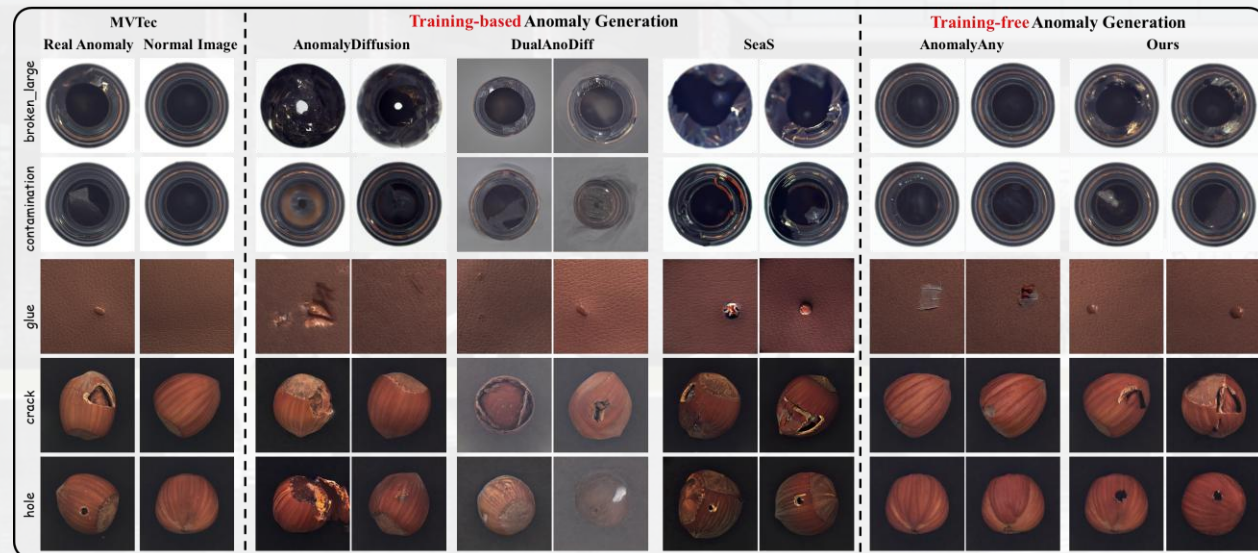 MVTec Training-based Anomaly Generation Training-free Anomaly Generation
Real Anomaly Normal Image AnomalyDiffusion DualAnoDiff SeaS AnomalyAny Ours
broken_large
contamination
glue
crack
hole